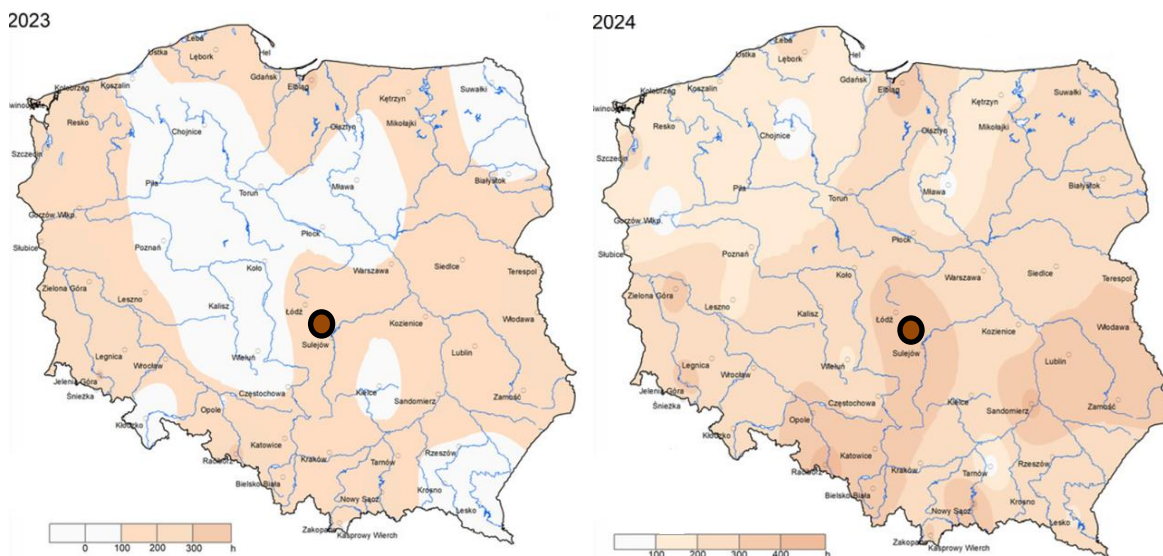 2023
Łeba
Ustka
Hel
Lębork
Kołobrzeg
Koszalin
Gdańsk
Elbląg
Suwałki
Kętrzyn
Resko
Mikołajki
Chojnice
Olsztyn
Szczecin
Białystok
Piła
Mława
Toruń
Gorzów Wlkp.
Płock
Słubice
Poznań
Koło
Warszawa
Siedlce
Terespol
Zielona Góra
Leszno
Kalisz
Łódź
Kozienice
Włodawa
Sulejów
Legnica
Wrocław
Wieluń
Lublin
Jelenia Góra
Śnieżka
Częstochowa
Kielce
Sandomierz
Zamość
Opole
Kłodzko
Katowice
Racibórz
Kraków
Tarnów
Rzeszów
Bielsko-Biała
Nowy Sącz
Krosno
Lesko
Zakopane
Kasprowy Wierch
0 100 200 300 h
2024
Łeba
Ustka
Hel
Lębork
Kołobrzeg
Koszalin
Gdańsk
Elbląg
Suwałki
Kętrzyn
Resko
Mikołajki
Chojnice
Olsztyn
Szczecin
Białystok
Piła
Mława
Toruń
Gorzów Wlkp.
Płock
Słubice
Poznań
Koło
Warszawa
Siedlce
Terespol
Zielona Góra
Leszno
Kalisz
Łódź
Kozienice
Włodawa
Sulejów
Legnica
Wrocław
Wieluń
Lublin
Jelenia Góra
Śnieżka
Częstochowa
Kielce
Sandomierz
Zamość
Opole
Kłodzko
Katowice
Racibórz
Kraków
Tarnów
Rzeszów
Bielsko-Biała
Nowy Sącz
Krosno
Lesko
Zakopane
Kasprowy Wierch
100 200 300 400 h